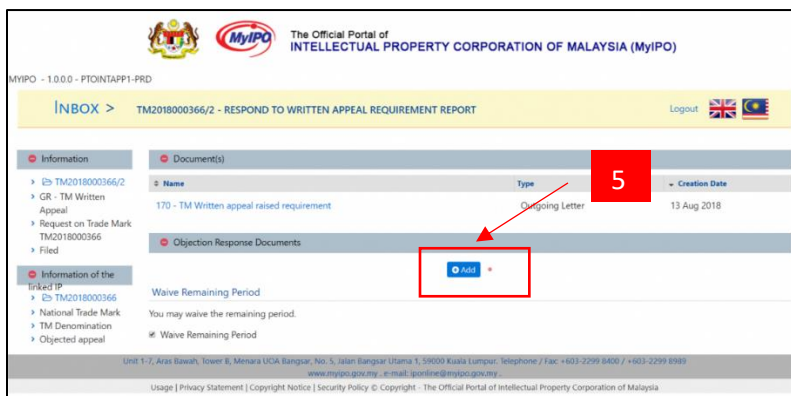 MyIPO
The Official Portal of
INTELLECTUAL PROPERTY CORPORATION OF MALAYSIA (MyIPO)
MYIPO - 1.0.0.0 - PTOINTAPP1-PRD
INBOX > TM2018000366/2 - RESPOND TO WRITTEN APPEAL REQUIREMENT REPORT Logout
Information
TM2018000366/2
GR - TM Written
Appeal
Request on Trade Mark
TM2018000366
Filed
Information of the
linked IP
TM2018000366
National Trade Mark
TM Denomination
Objected appeal
Document(s)
Name Type Creation Date
170 - TM Written appeal raised requirement Outgoing Letter 13 Aug 2018
5
Objection Response Documents
Add *
Waive Remaining Period
You may waive the remaining period.
Waive Remaining Period
Unit 1-7, Aras Bawah, Tower B, Menara UOA Bangsar, No. 5, Jalan Bangsar Utama 1, 59000 Kuala Lumpur. Telephone / Fax: +603-2299 8400 / +603-2299 8989
www.myipo.gov.my . e-mail: iponline@myipo.gov.my .
Usage | Privacy Statement | Copyright Notice | Security Policy © Copyright - The Official Portal of Intellectual Property Corporation of Malaysia